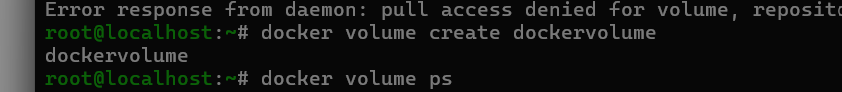 Error response from daemon: pull access denied for volume, reposito
root@localhost:~# docker volume create dockervolume
dockervolume
root@localhost:~# docker volume ps